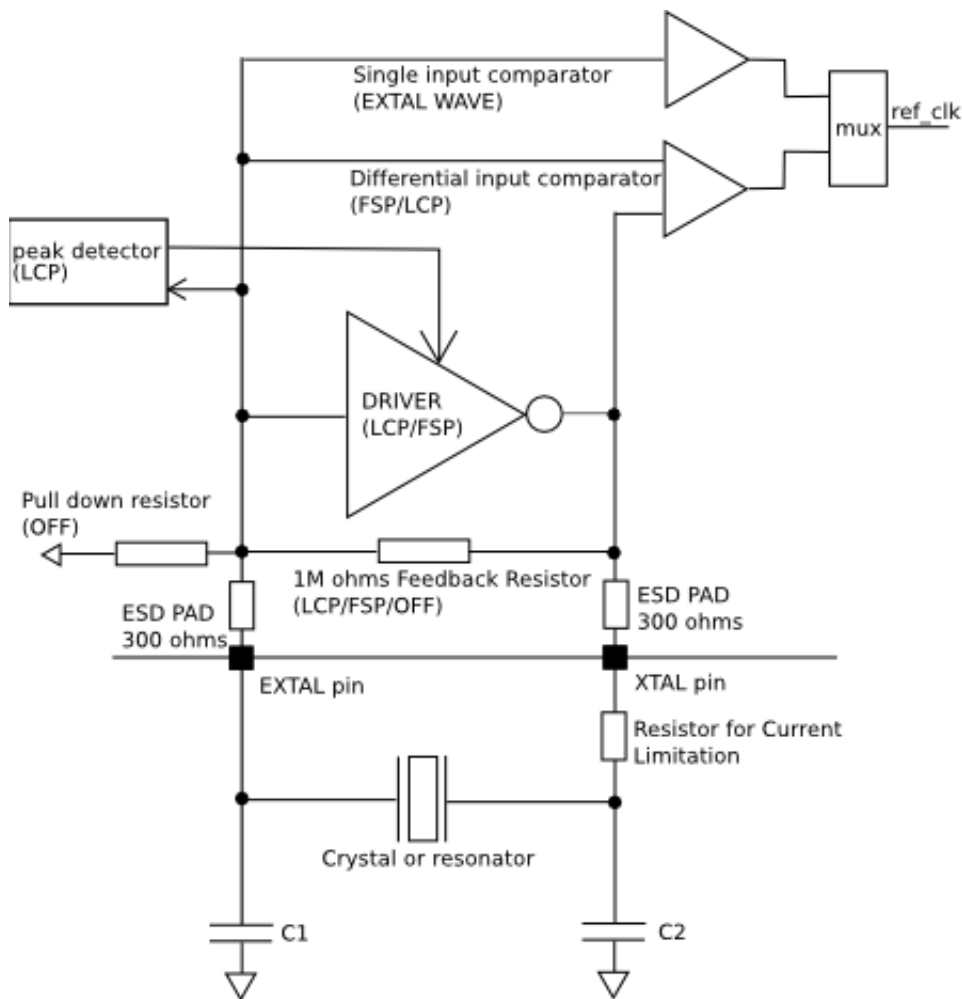 Single input comparator
(EXTAL WAVE)
ref_clk
mux
Differential input comparator
(FSP/LCP)
peak detector
(LCP)
DRIVER
(LCP/FSP)
Pull down resistor
(OFF)
1M ohms Feedback Resistor
(LCP/FSP/OFF)
ESD PAD
300 ohms
ESD PAD
300 ohms
EXTAL pin
XTAL pin
Resistor for Current
Limitation
Crystal or resonator
C1
C2